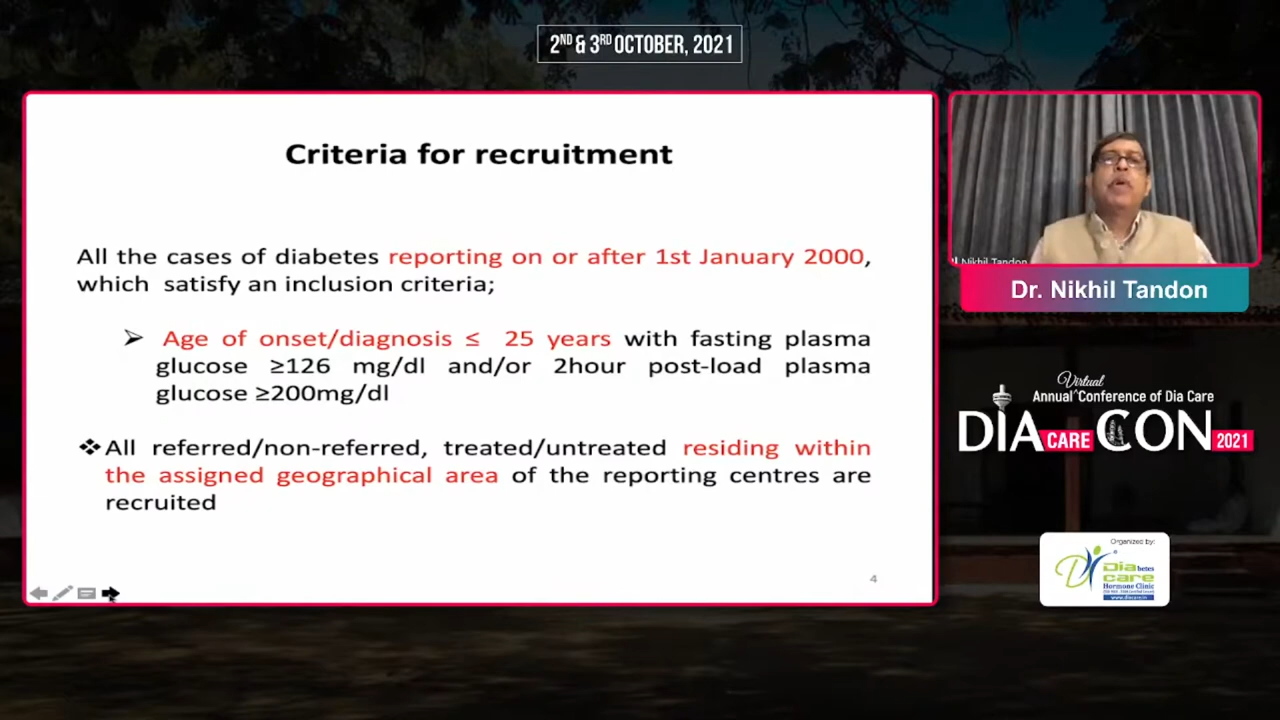 2ND & 3RD OCTOBER, 2021
Criteria for recruitment
All the cases of diabetes reporting on or after 1st January 2000,
which satisfy an inclusion criteria;
➢ Age of onset/diagnosis ≤ 25 years with fasting plasma
glucose ≥126 mg/dl and/or 2hour post-load plasma
glucose ≥200mg/dl
❖All referred/non-referred, treated/untreated residing within
the assigned geographical area of the reporting centres are
recruited
4
Nikhil Tandon
Dr. Nikhil Tandon
Virtual
Annual^Conference of Dia Care
DIA CARE CON 2021
Organized by:
Diabetes
care
Hormone Clinic
www.diacare.in